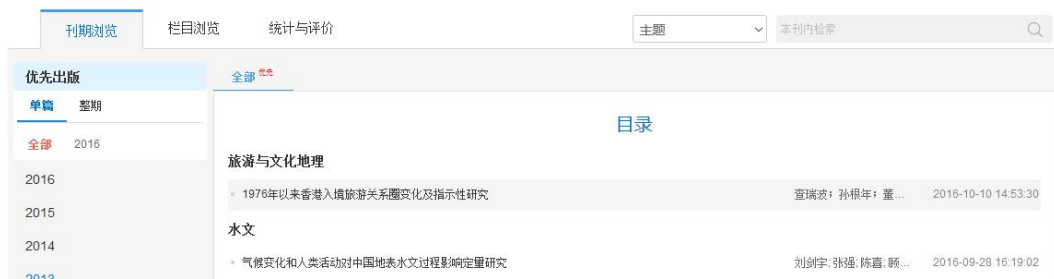 刊期浏览 栏目浏览 统计与评价 主题 本刊内检索
优先出版 全部 优先
单篇 整期
目录
全部 2016
旅游与文化地理
2016
1976年以来香港入境旅游关系圈变化及指示性研究 查瑞波; 孙根年; 董... 2016-10-10 14:53:30
2015
水文
2014
气候变化和人类活动对中国地表水文过程影响定量研究 刘剑宇; 张强; 陈喜; 顾... 2016-09-28 16:19:02
2013